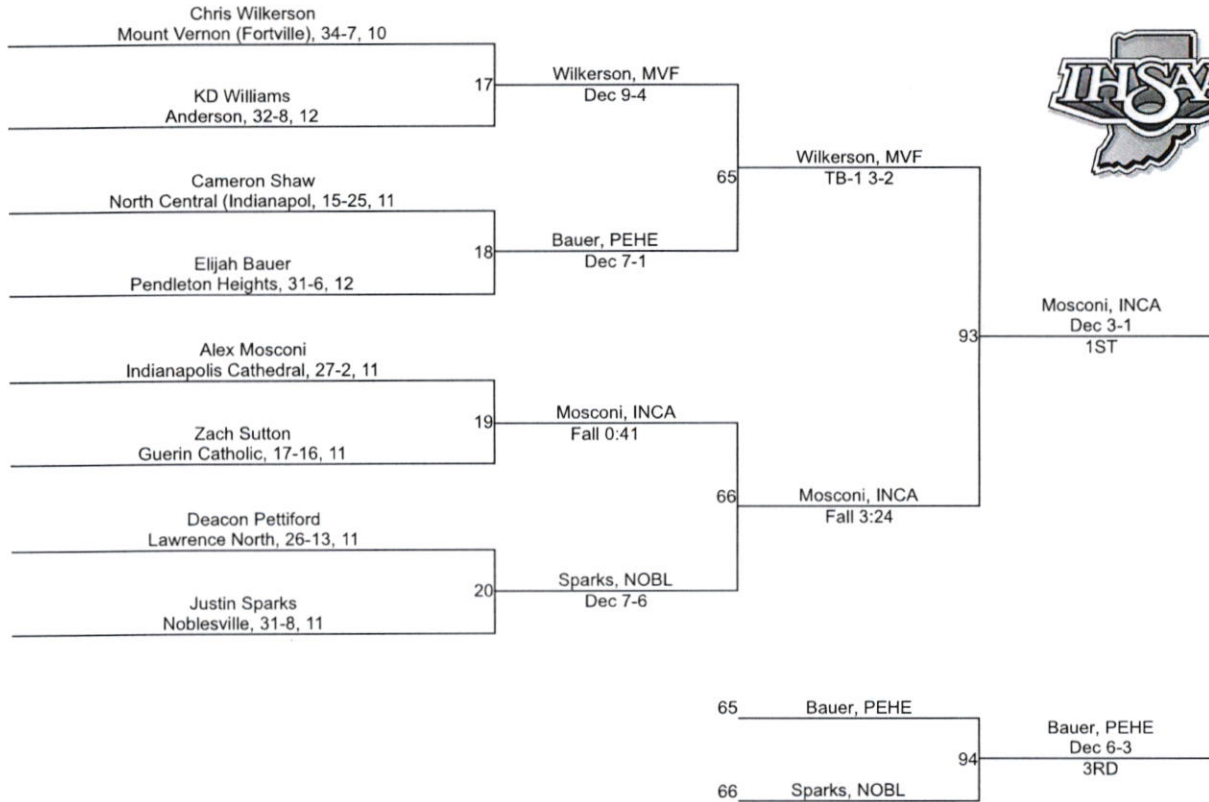 Chris Wilkerson
Mount Vernon (Fortville), 34-7, 10
KD Williams
Anderson, 32-8, 12
17
Wilkerson, MVF
Dec 9-4
Cameron Shaw
North Central (Indianapol, 15-25, 11
Elijah Bauer
Pendleton Heights, 31-6, 12
18
Bauer, PEHE
Dec 7-1
65
Wilkerson, MVF
TB-1 3-2
Alex Mosconi
Indianapolis Cathedral, 27-2, 11
Zach Sutton
Guerin Catholic, 17-16, 11
19
Mosconi, INCA
Fall 0:41
Deacon Pettiford
Lawrence North, 26-13, 11
Justin Sparks
Noblesville, 31-8, 11
20
Sparks, NOBL
Dec 7-6
66
Mosconi, INCA
Fall 3:24
93
Mosconi, INCA
Dec 3-1
1ST
IHSAA
65
Bauer, PEHE
66
Sparks, NOBL
94
Bauer, PEHE
Dec 6-3
3RD